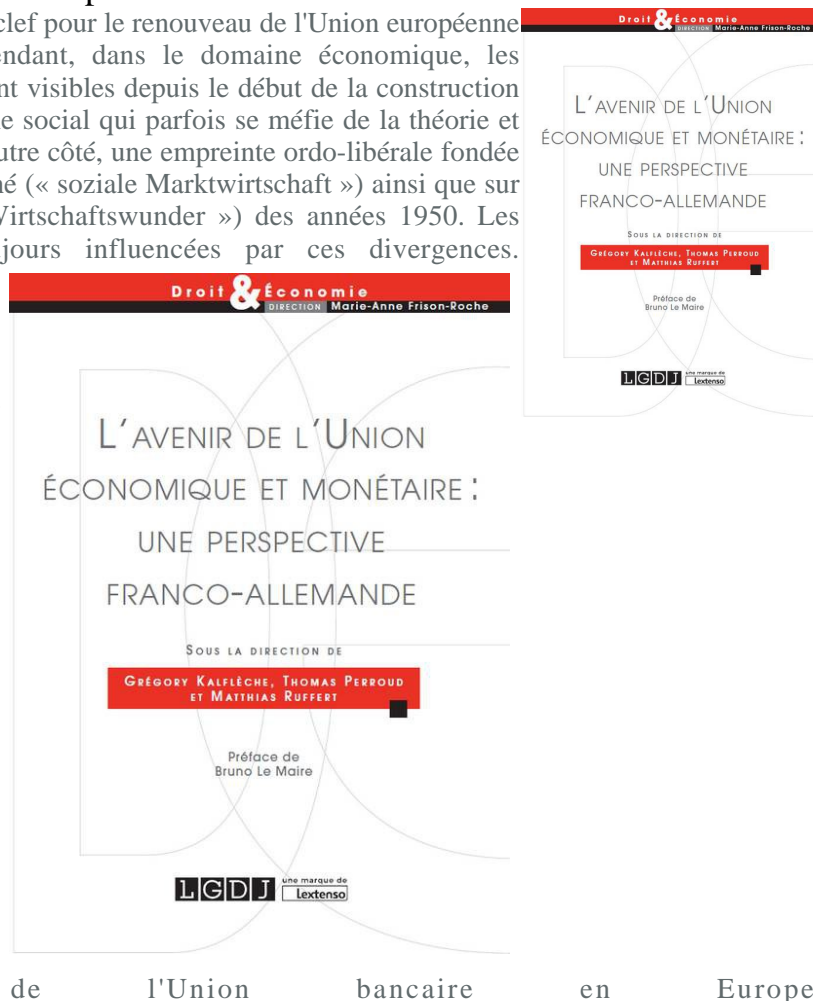 clef pour le renouveau de l'Union européenne
endant, dans le domaine économique, les
nt visibles depuis le début de la construction
e social qui parfois se méfie de la théorie et
utre côté, une empreinte ordo-libérale fondée
né (« soziale Marktwirtschaft ») ainsi que sur
Wirtschaftswunder ») des années 1950. Les
jours influencées par ces divergences.
Droit & Économie
DIRECTION Marie-Anne Frison-Roche
L'AVENIR DE L'UNION
ÉCONOMIQUE ET MONÉTAIRE :
UNE PERSPECTIVE
FRANCO-ALLEMANDE
SOUS LA DIRECTION DE
GRÉGORY KALFLÈCHE, THOMAS PERROUD
ET MATTHIAS RUFFERT
Préface de
Bruno Le Maire
LGDJ une marque de
Lextenso
Droit & Économie
DIRECTION Marie-Anne Frison-Roche
L'AVENIR DE L'UNION
ÉCONOMIQUE ET MONÉTAIRE :
UNE PERSPECTIVE
FRANCO-ALLEMANDE
SOUS LA DIRECTION DE
GRÉGORY KALFLÈCHE, THOMAS PERROUD
ET MATTHIAS RUFFERT
Préface de
Bruno Le Maire
LGDJ une marque de
Lextenso
de l'Union bancaire en Europe